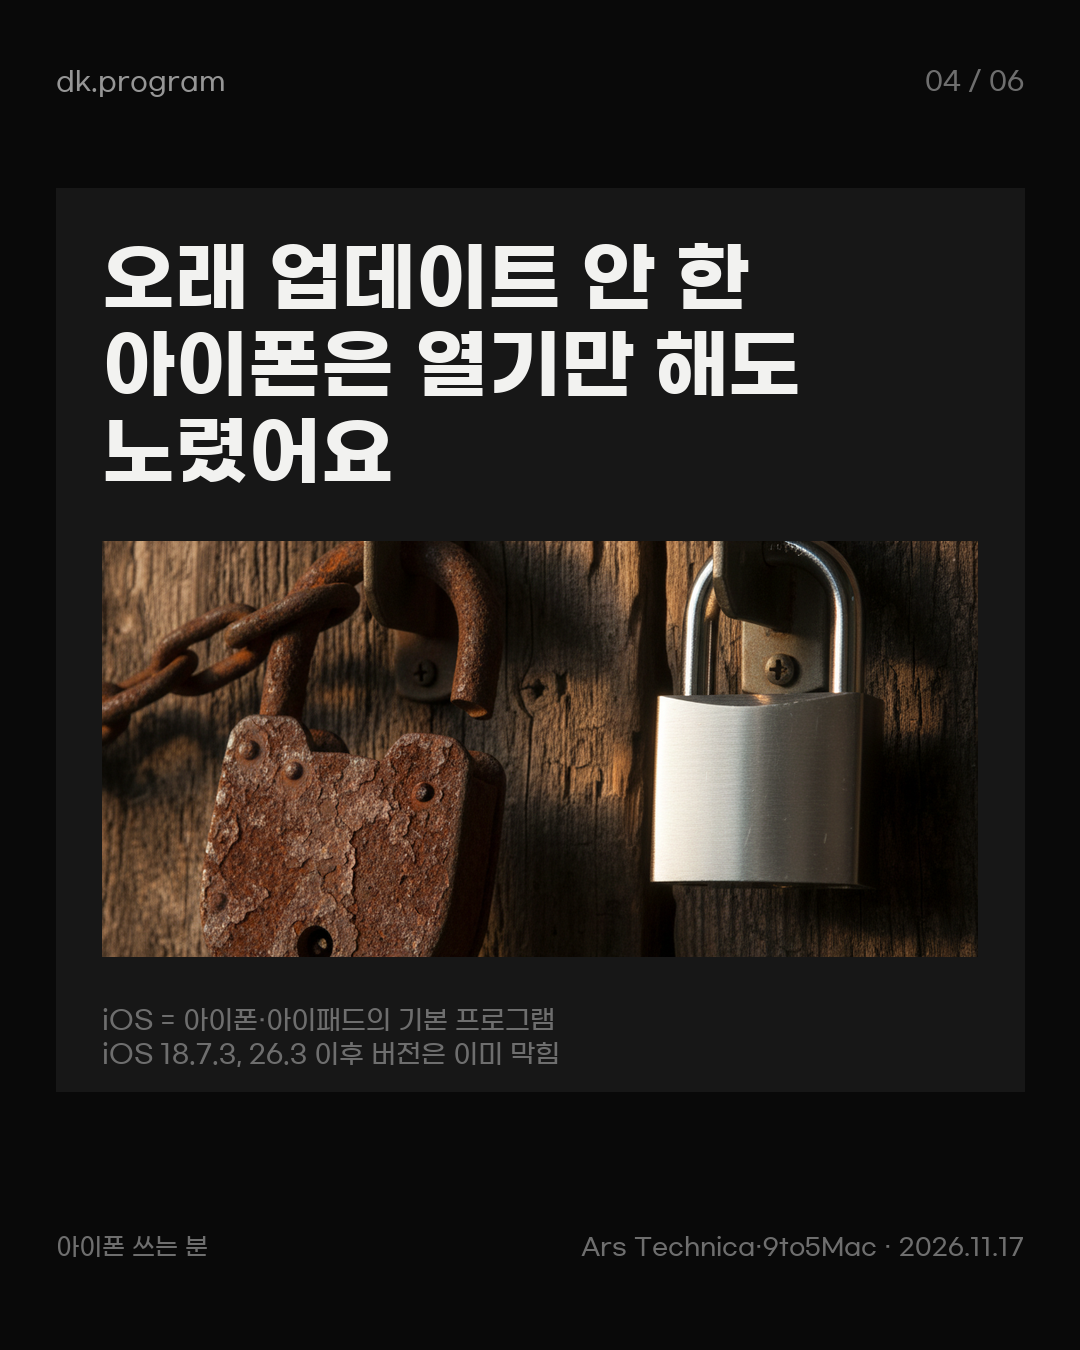 dk.program
04 / 06
오래 업데이트 안 한
아이폰은 열기만 해도
노렸어요
iOS = 아이폰·아이패드의 기본 프로그램
iOS 18.7.3, 26.3 이후 버전은 이미 막힘
아이폰 쓰는 분
Ars Technica·9to5Mac · 2026.11.17